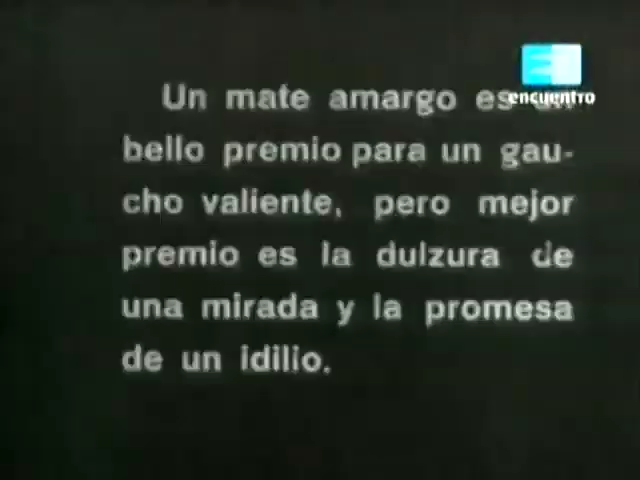 Un mate amargo es un
encuentro
bello premio para un gau-
cho valiente, pero mejor
premio es la dulzura de
una mirada y la promesa
de un idilio.